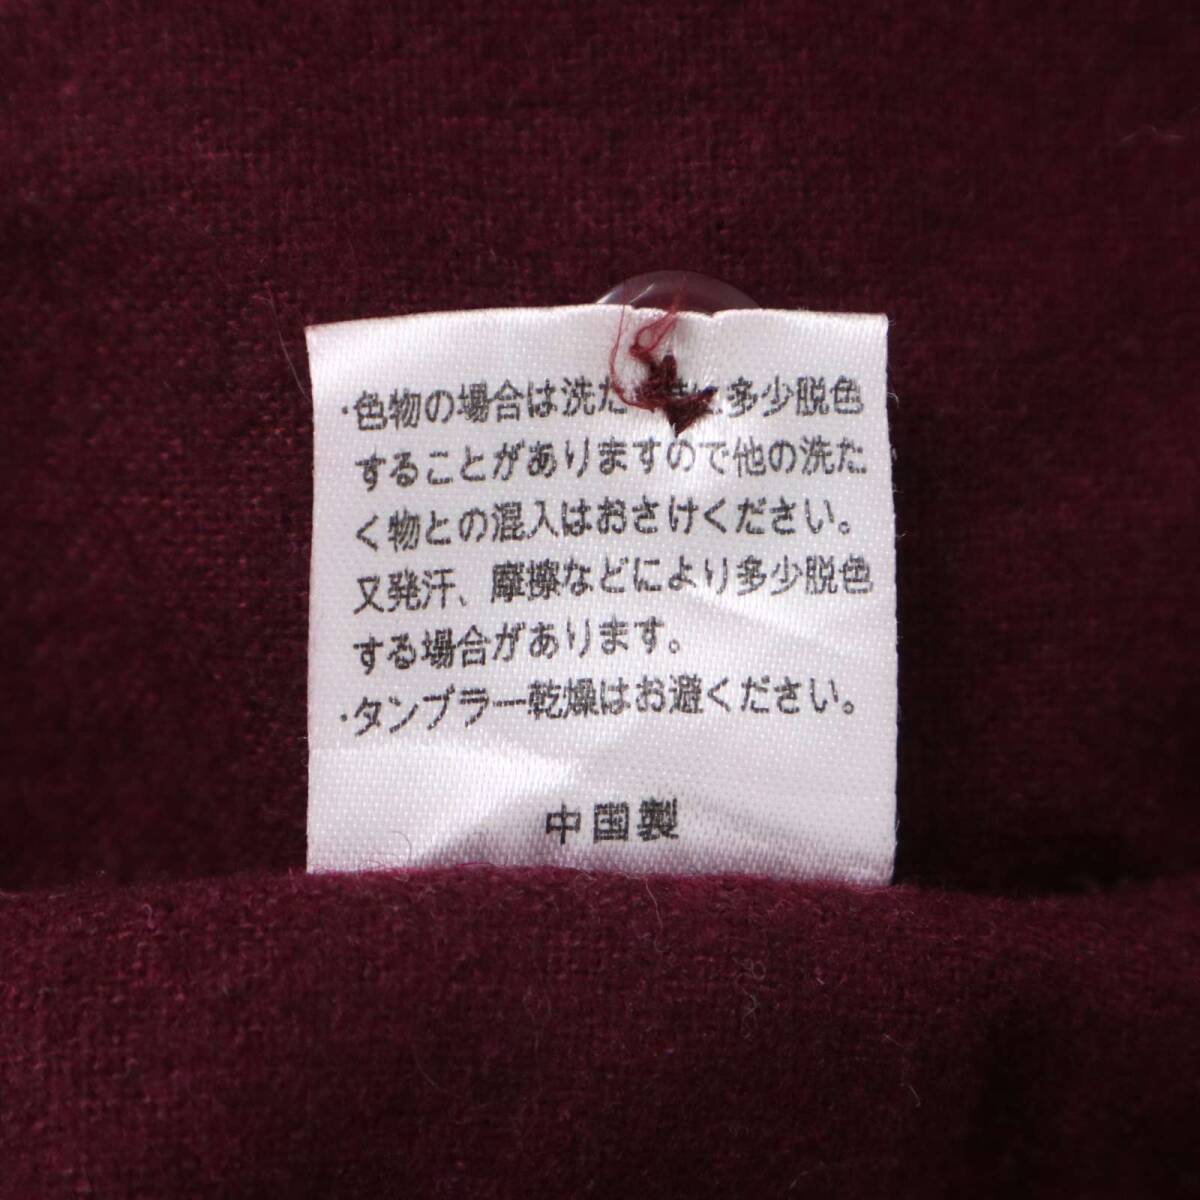 ・色物の場合は洗た に多少脱色
することがありますので他の洗た
く物との混入はおさけください。
又発汗、摩擦などにより多少脱色
する場合があります。
・タンブラー乾燥はお避ください。
中国製